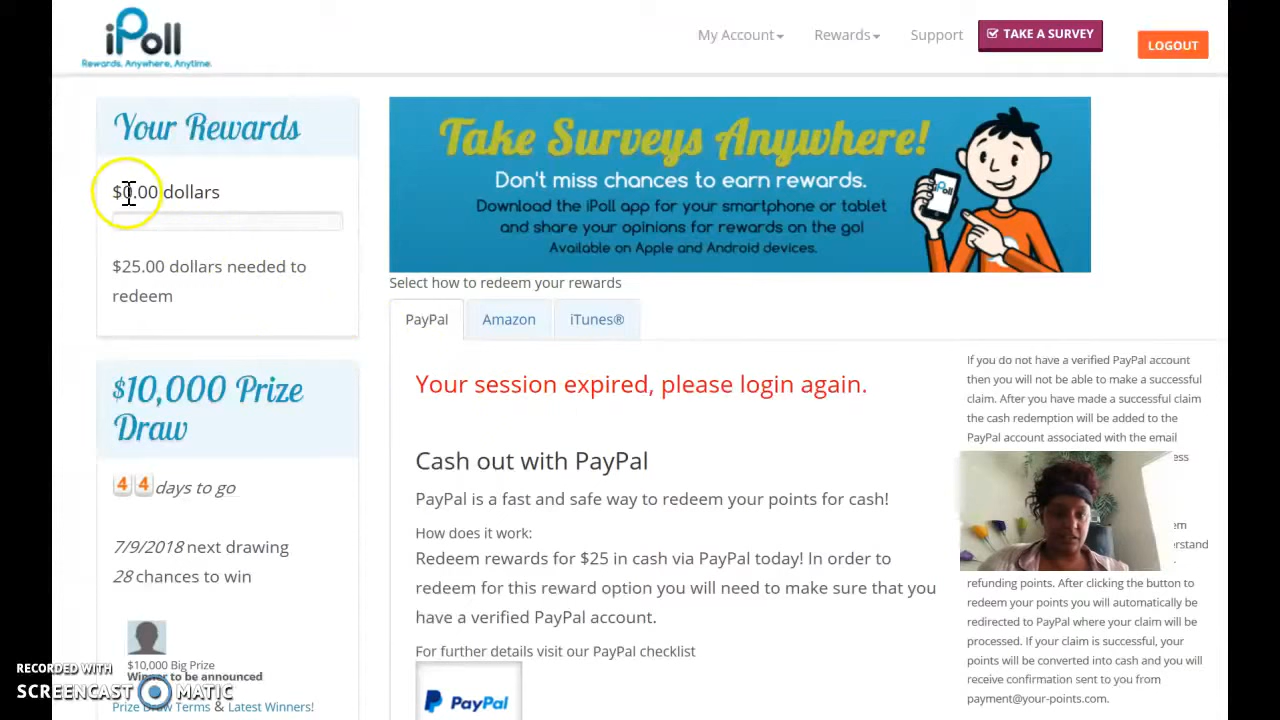 iPoll
Rewards. Anywhere, Anytime.
My Account
Rewards
Support
TAKE A SURVEY
LOGOUT
Your Rewards
$0.00 dollars
$25.00 dollars needed to
redeem
$10,000 Prize
Draw
44 days to go
7/9/2018 next drawing
28 chances to win
$10,000 Big Prize
Winner to be announced
Prize Draw Terms & Latest Winners!
Take Surveys Anywhere!
Don't miss chances to earn rewards.
Download the iPoll app for your smartphone or tablet
and share your opinions for rewards on the go!
Available on Apple and Android devices.
iPoll
Select how to redeem your rewards
PayPal
Amazon
iTunes®
Your session expired, please login again.
Cash out with PayPal
PayPal is a fast and safe way to redeem your points for cash!
How does it work:
Redeem rewards for $25 in cash via PayPal today! In order to
redeem for this reward option you will need to make sure that you
have a verified PayPal account.
For further details visit our PayPal checklist
PayPal
If you do not have a verified PayPal account
then you will not be able to make a successful
claim. After you have made a successful claim
the cash redemption will be added to the
PayPal account associated with the email
ess
em
erstand
refunding points. After clicking the button to
redeem your points you will automatically be
redirected to PayPal where your claim will be
processed. If your claim is successful, your
points will be converted into cash and you will
receive confirmation sent to you from
payment@your-points.com.
RECORDED WITH
SCREENCAST MATIC